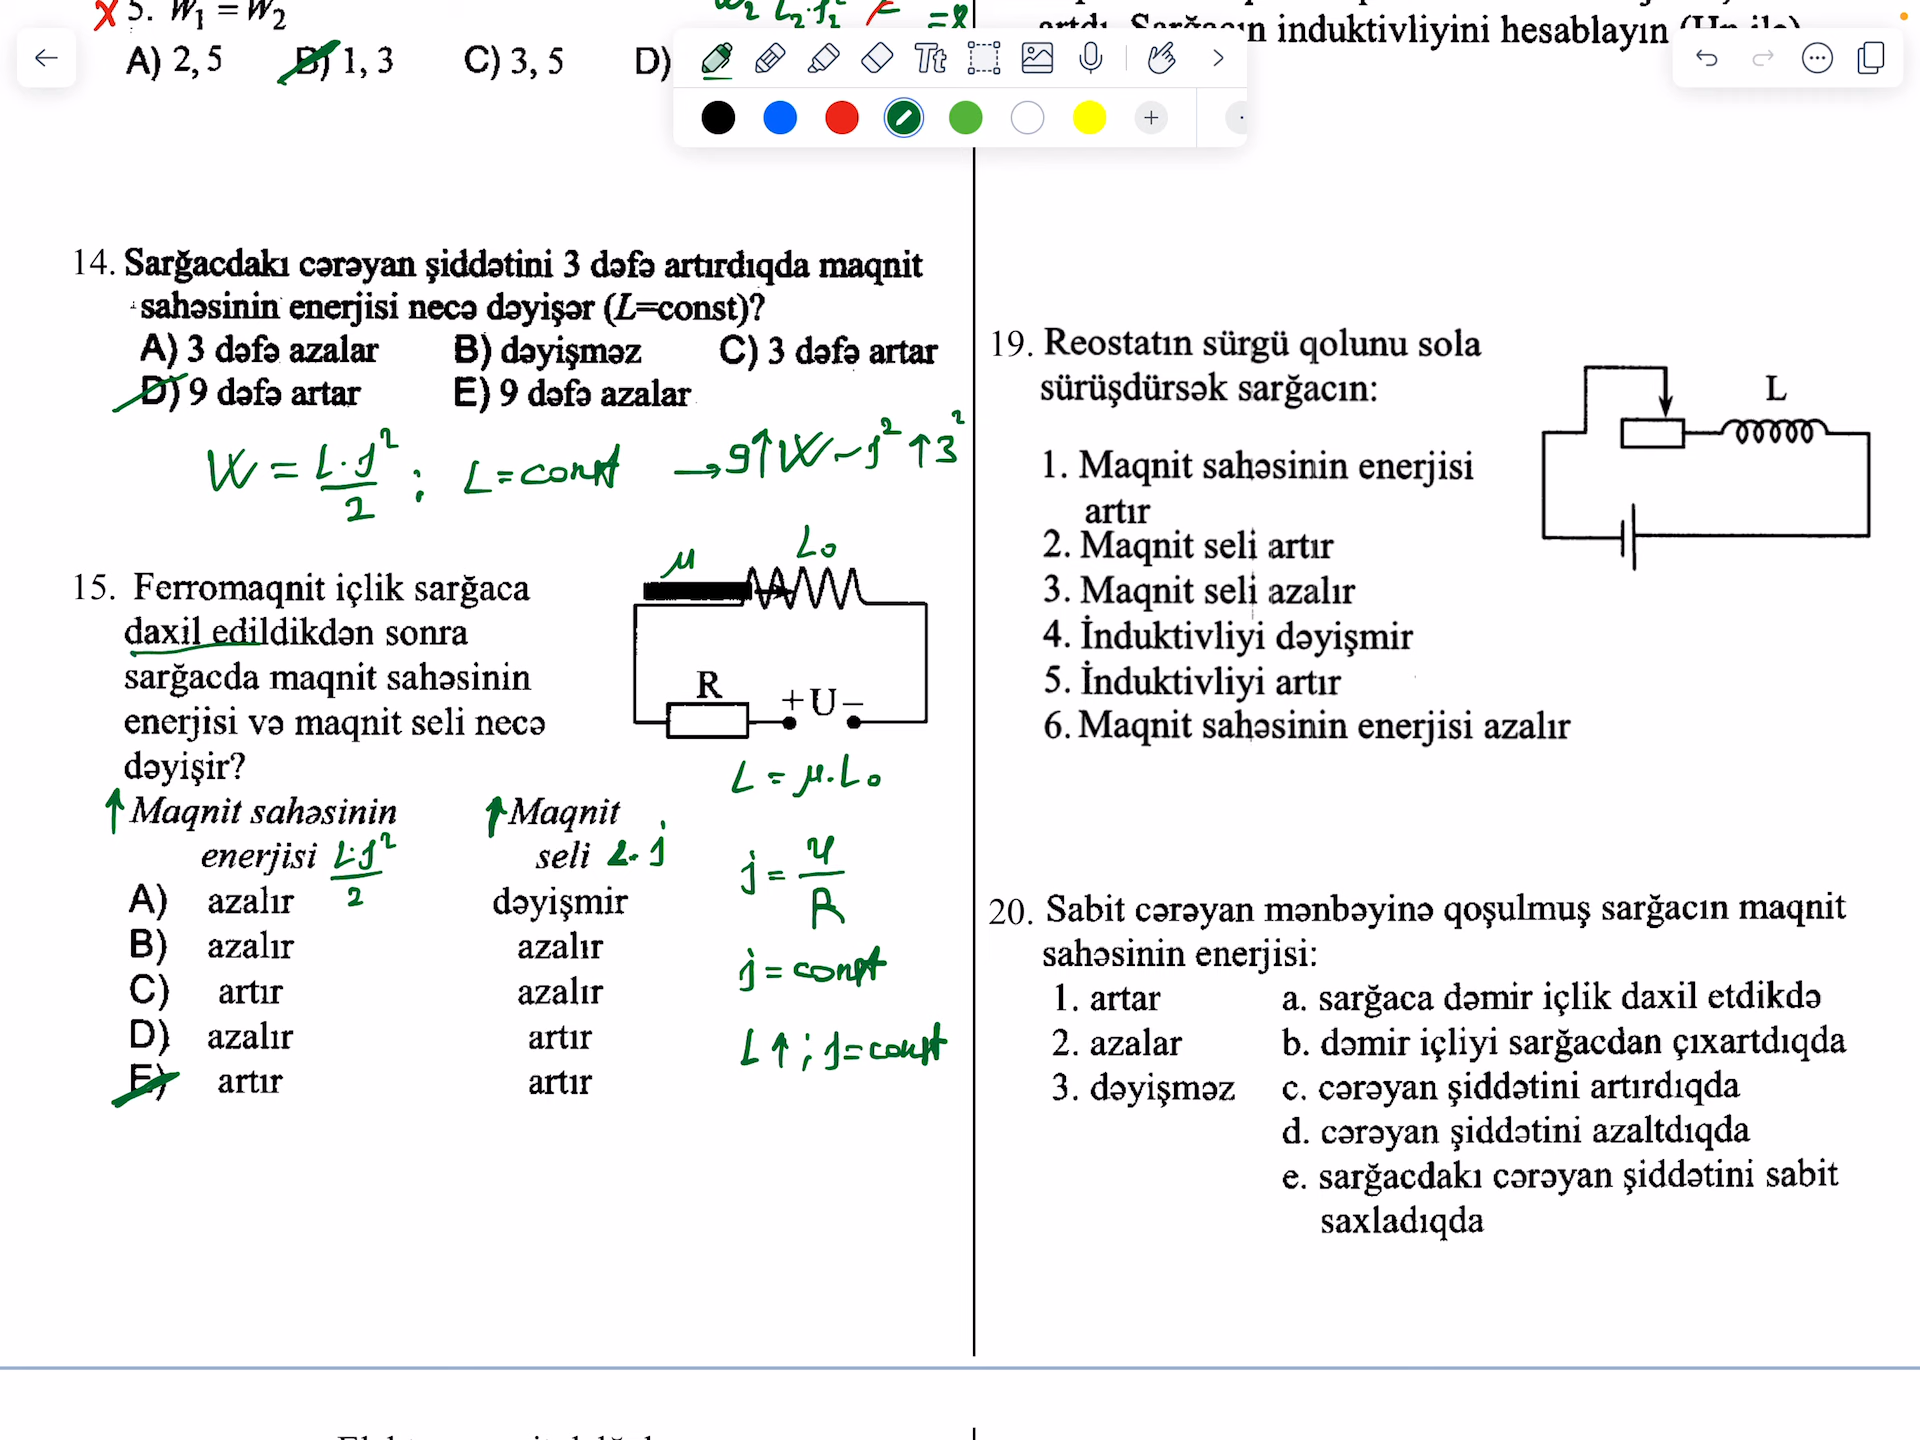 5. W₁ = W₂
A) 2, 5 B) 1, 3 C) 3, 5 D)
14. Sarğacdakı cərəyan şiddətini 3 dəfə artırdıqda maqnit
sahəsinin enerjisi necə dəyişər (L=const)?
A) 3 dəfə azalar B) dəyişməz C) 3 dəfə artar
D) 9 dəfə artar E) 9 dəfə azalar
W = L·J² / 2 ; L = const → 9↑ W ~ J² ↑3²
15. Ferromaqnit içlik sarğaca
daxil edildikdən sonra
sarğacda maqnit sahəsinin
enerjisi və maqnit seli necə
dəyişir?
μ L₀
R + U −
↑ Maqnit sahəsinin ↑ Maqnit
enerjisi L·J² / 2 seli L·J
A) azalır dəyişmir
B) azalır azalır
C) artır azalır
D) azalır artır
E) artır artır
L = μ·L₀
J = U / R
J = const
L↑ ; J = const
induktivliyini hesablayın
19. Reostatın sürgü qolunu sola
sürüşdürsək sarğacın:
L
1. Maqnit sahəsinin enerjisi
artır
2. Maqnit seli artır
3. Maqnit seli azalır
4. İnduktivliyi dəyişmir
5. İnduktivliyi artır
6. Maqnit sahəsinin enerjisi azalır
20. Sabit cərəyan mənbəyinə qoşulmuş sarğacın maqnit
sahəsinin enerjisi:
1. artar a. sarğaca dəmir içlik daxil etdikdə
2. azalar b. dəmir içliyi sarğacdan çıxartdıqda
3. dəyişməz c. cərəyan şiddətini artırdıqda
d. cərəyan şiddətini azaltdıqda
e. sarğacdakı cərəyan şiddətini sabit
saxladıqda